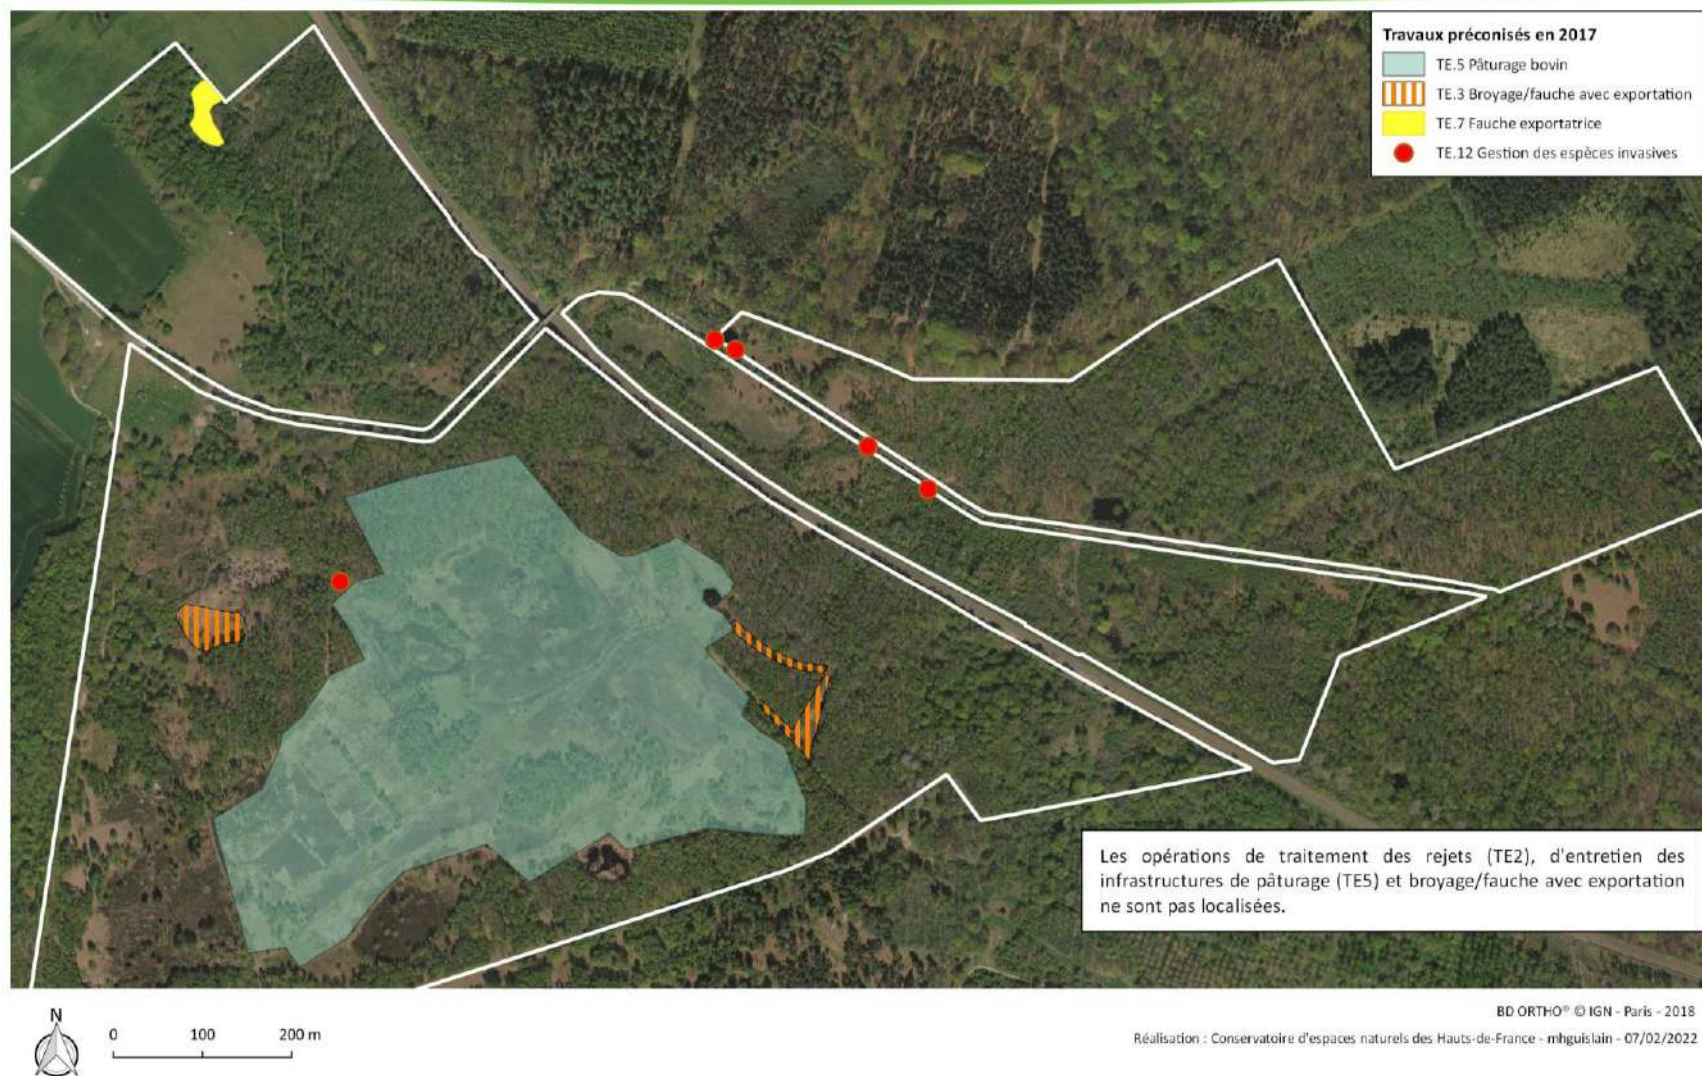 Travaux préconisés en 2017
TE.5 Pâturage bovin
TE.3 Broyage/fauche avec exportation
TE.7 Fauche exportatrice
TE.12 Gestion des espèces invasives
Les opérations de traitement des rejets (TE2), d'entretien des
infrastructures de pâturage (TE5) et broyage/fauche avec exportation
ne sont pas localisées.
N
0 100 200 m
BD ORTHO® © IGN - Paris - 2018
Réalisation : Conservatoire d'espaces naturels des Hauts-de-France - mhguislain - 07/02/2022